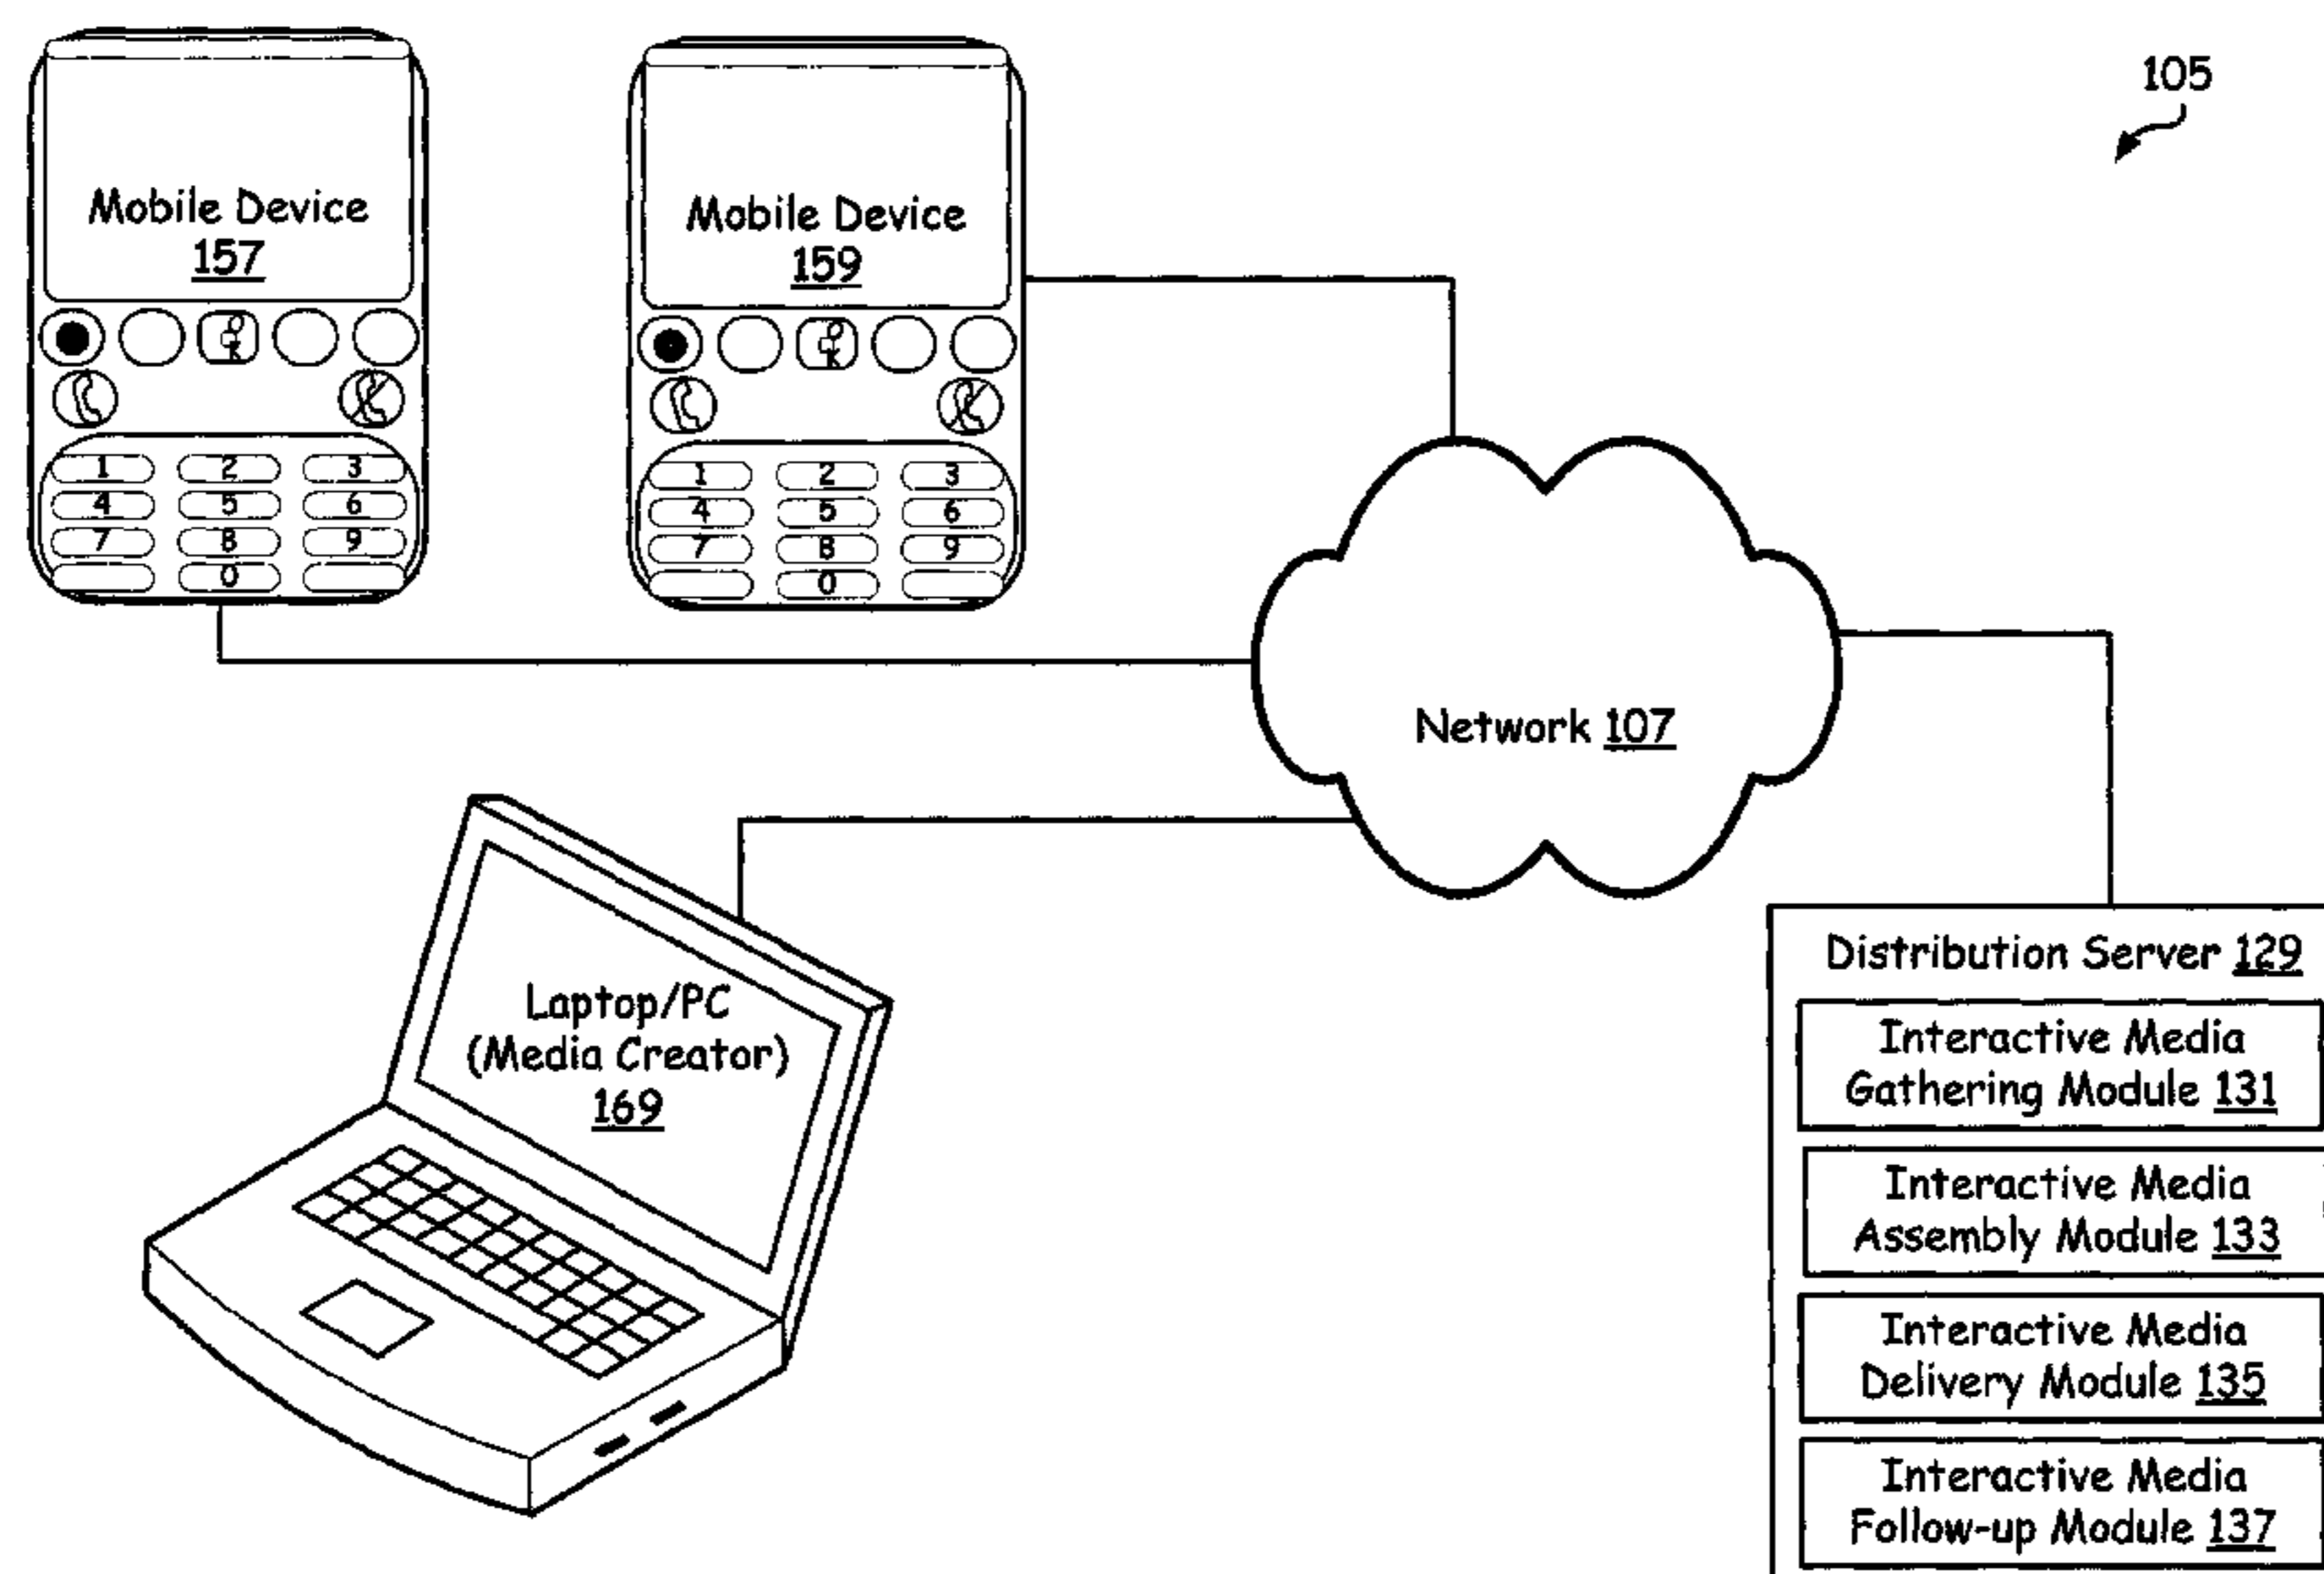 105
Mobile Device
157
OK
1 2 3
4 5 6
7 8 9
0
Mobile Device
159
OK
1 2 3
4 5 6
7 8 9
0
Network 107
Laptop/PC
(Media Creator)
169
Distribution Server 129
Interactive Media
Gathering Module 131
Interactive Media
Assembly Module 133
Interactive Media
Delivery Module 135
Interactive Media
Follow-up Module 137